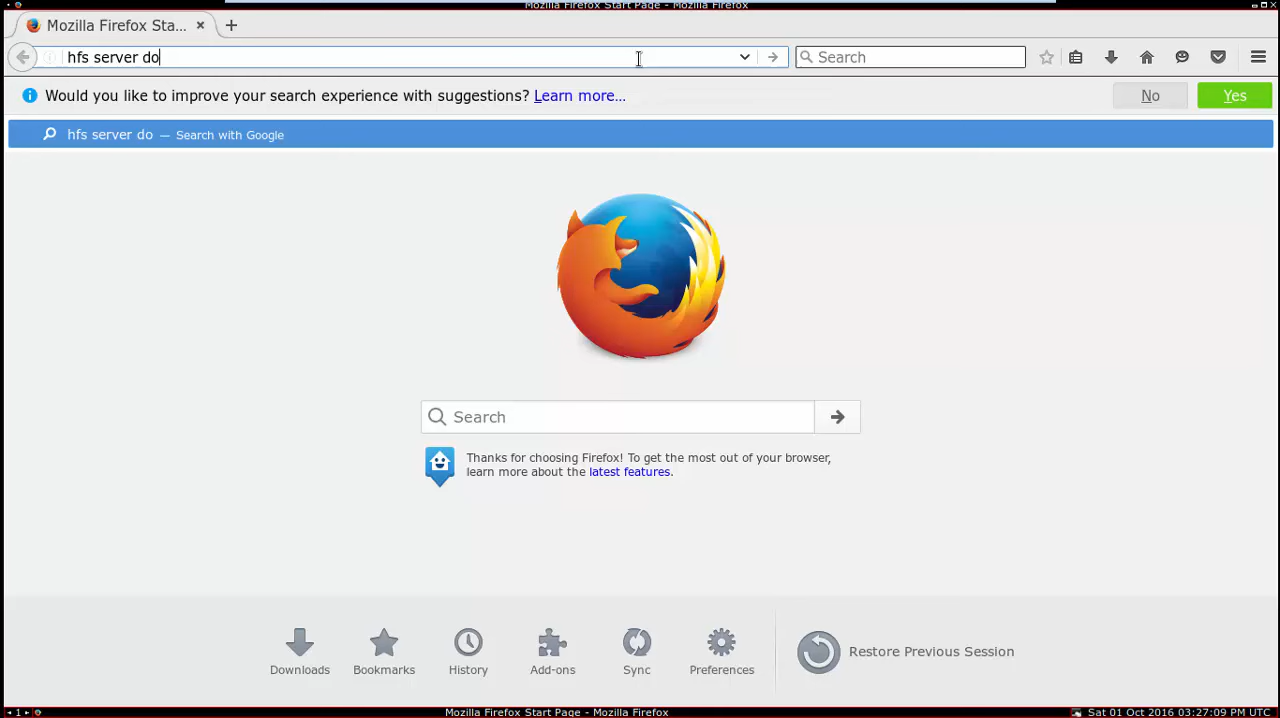 Mozilla Firefox Start Page - Mozilla Firefox
Mozilla Firefox Sta...
hfs server do
Search
Would you like to improve your search experience with suggestions? Learn more...
No
Yes
hfs server do — Search with Google
Search
Thanks for choosing Firefox! To get the most out of your browser,
learn more about the latest features.
Downloads
Bookmarks
History
Add-ons
Sync
Preferences
Restore Previous Session
1
Mozilla Firefox Start Page - Mozilla Firefox
Sat 01 Oct 2016 03:27:09 PM UTC